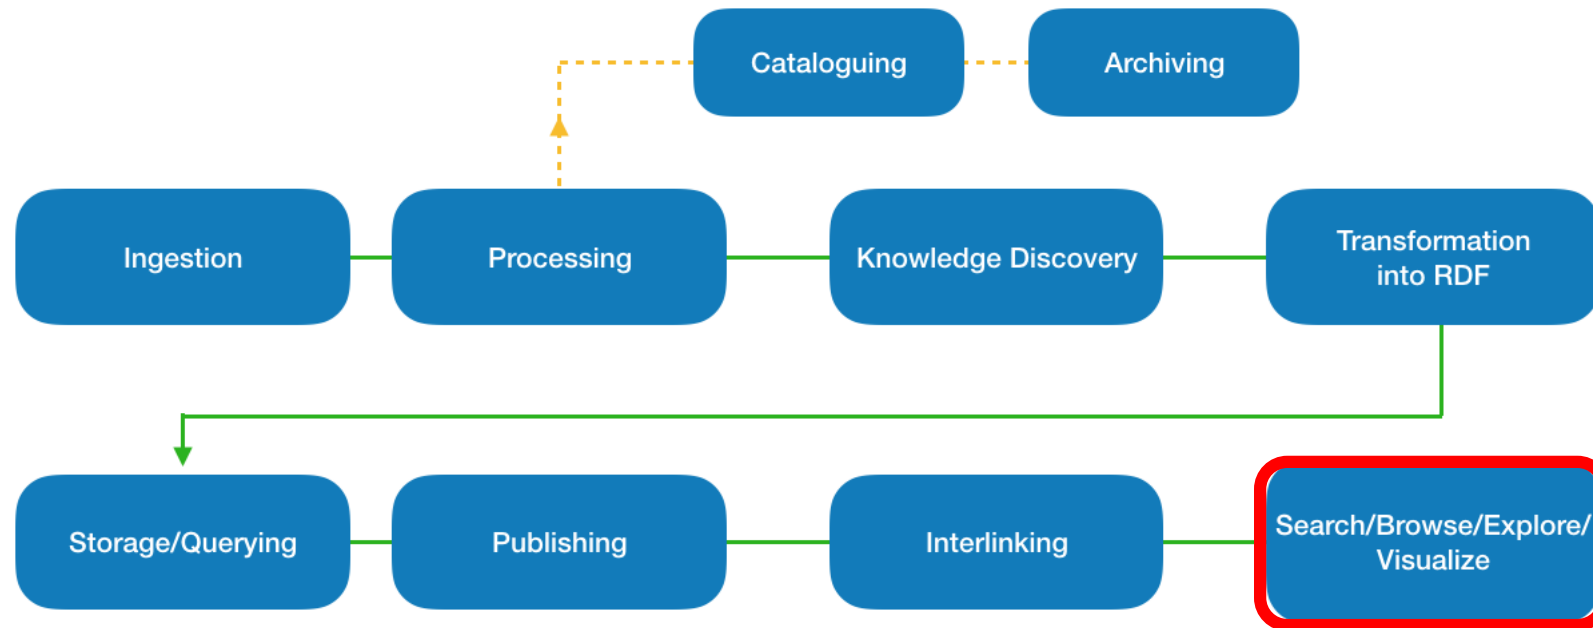 Cataloguing
Archiving
Ingestion
Processing
Knowledge Discovery
Transformation
into RDF
Storage/Querying
Publishing
Interlinking
Search/Browse/Explore/
Visualize